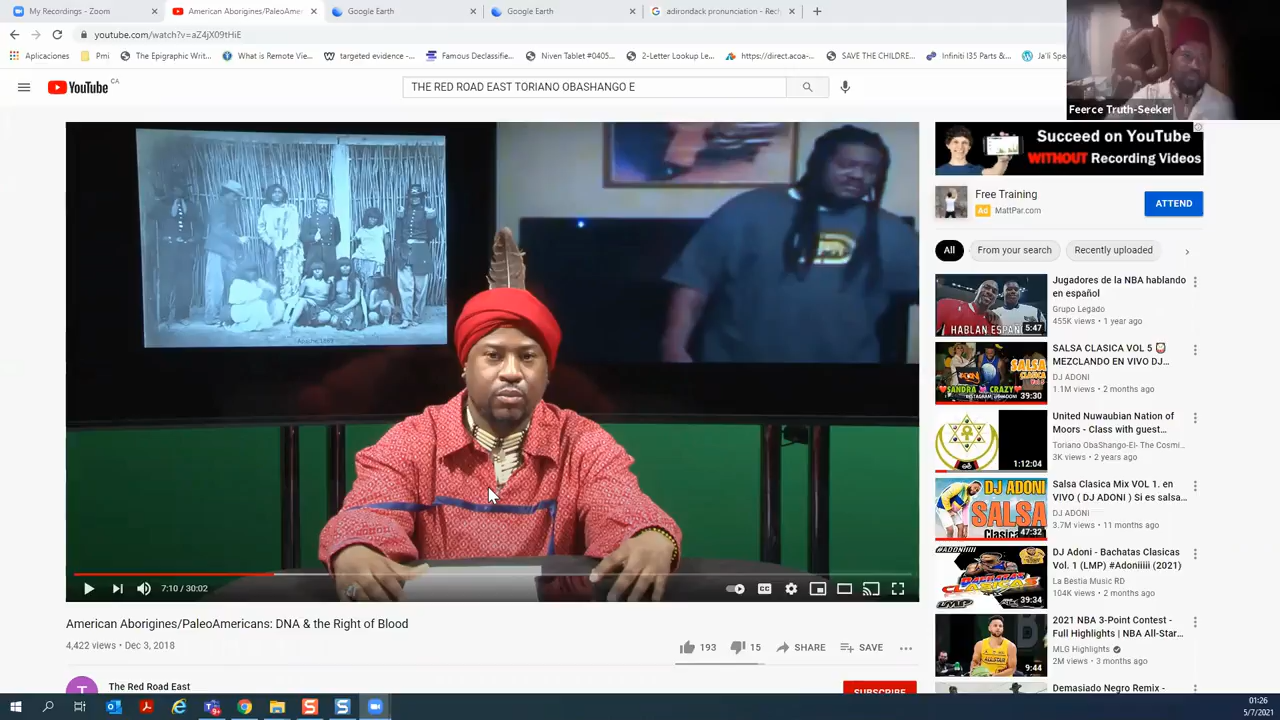 My Recordings - Zoom
American Aborigines/PaleoAmer
Google Earth
Google Earth
adirondack pronunciation - Rech
youtube.com/watch?v=aZ4jX09tHiE
Aplicaciones
Pmi
The Epigraphic Writ...
What is Remote Vie...
targeted evidence -...
Famous Declassifie...
Niven Tablet #0405...
2-Letter Lookup Le...
https://direct.acoa-...
SAVE THE CHILDRE...
Infiniti I35 Parts &...
Ja'li Spe
Feerce Truth-Seeker
YouTube CA
THE RED ROAD EAST TORIANO OBASHANGO E
Succeed on YouTube
WITHOUT Recording Videos
Free Training
Ad MattPar.com
ATTEND
All
From your search
Recently uploaded
Jugadores de la NBA hablando
en español
Grupo Legado
455K views • 1 year ago
5:47
SALSA CLASICA VOL 5
MEZCLANDO EN VIVO DJ...
DJ ADONI
1.1M views • 2 months ago
39:30
United Nuwaubian Nation of
Moors - Class with guest...
Toriano ObaShango-El- The Cosmi...
3K views • 2 years ago
1:12:04
Salsa Clasica Mix VOL 1. en
VIVO ( DJ ADONI ) Si es salsa...
DJ ADONI
3.7M views • 11 months ago
47:32
DJ Adoni - Bachatas Clasicas
Vol. 1 (LMP) #Adoniiiii (2021)
La Bestia Music RD
104K views • 2 months ago
39:34
2021 NBA 3-Point Contest -
Full Highlights | NBA All-Star...
MLG Highlights
2M views • 3 months ago
9:44
Demasiado Negro Remix -
7:10 / 30:02
American Aborigines/PaleoAmericans: DNA & the Right of Blood
4,422 views • Dec 3, 2018
193
15
SHARE
SAVE
T
The Red Road East
SUBSCRIBE
01:26
5/7/2021